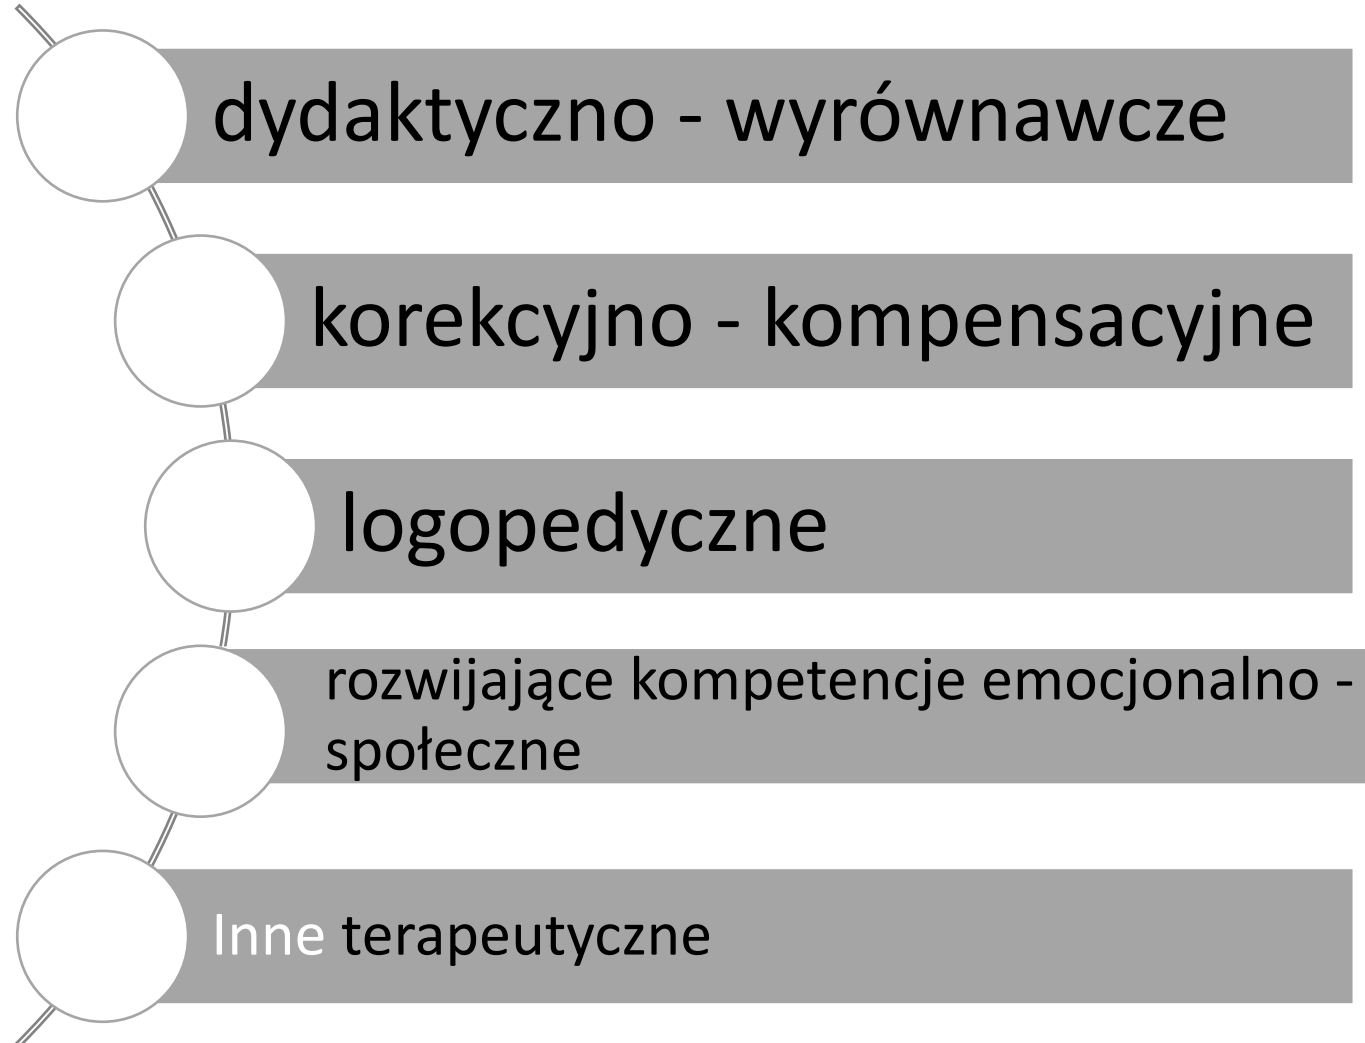 dydaktyczno - wyrównawcze
korekcyjno - kompensacyjne
logopedyczne
rozwijające kompetencje emocjonalno -
społeczne
Inne terapeutyczne